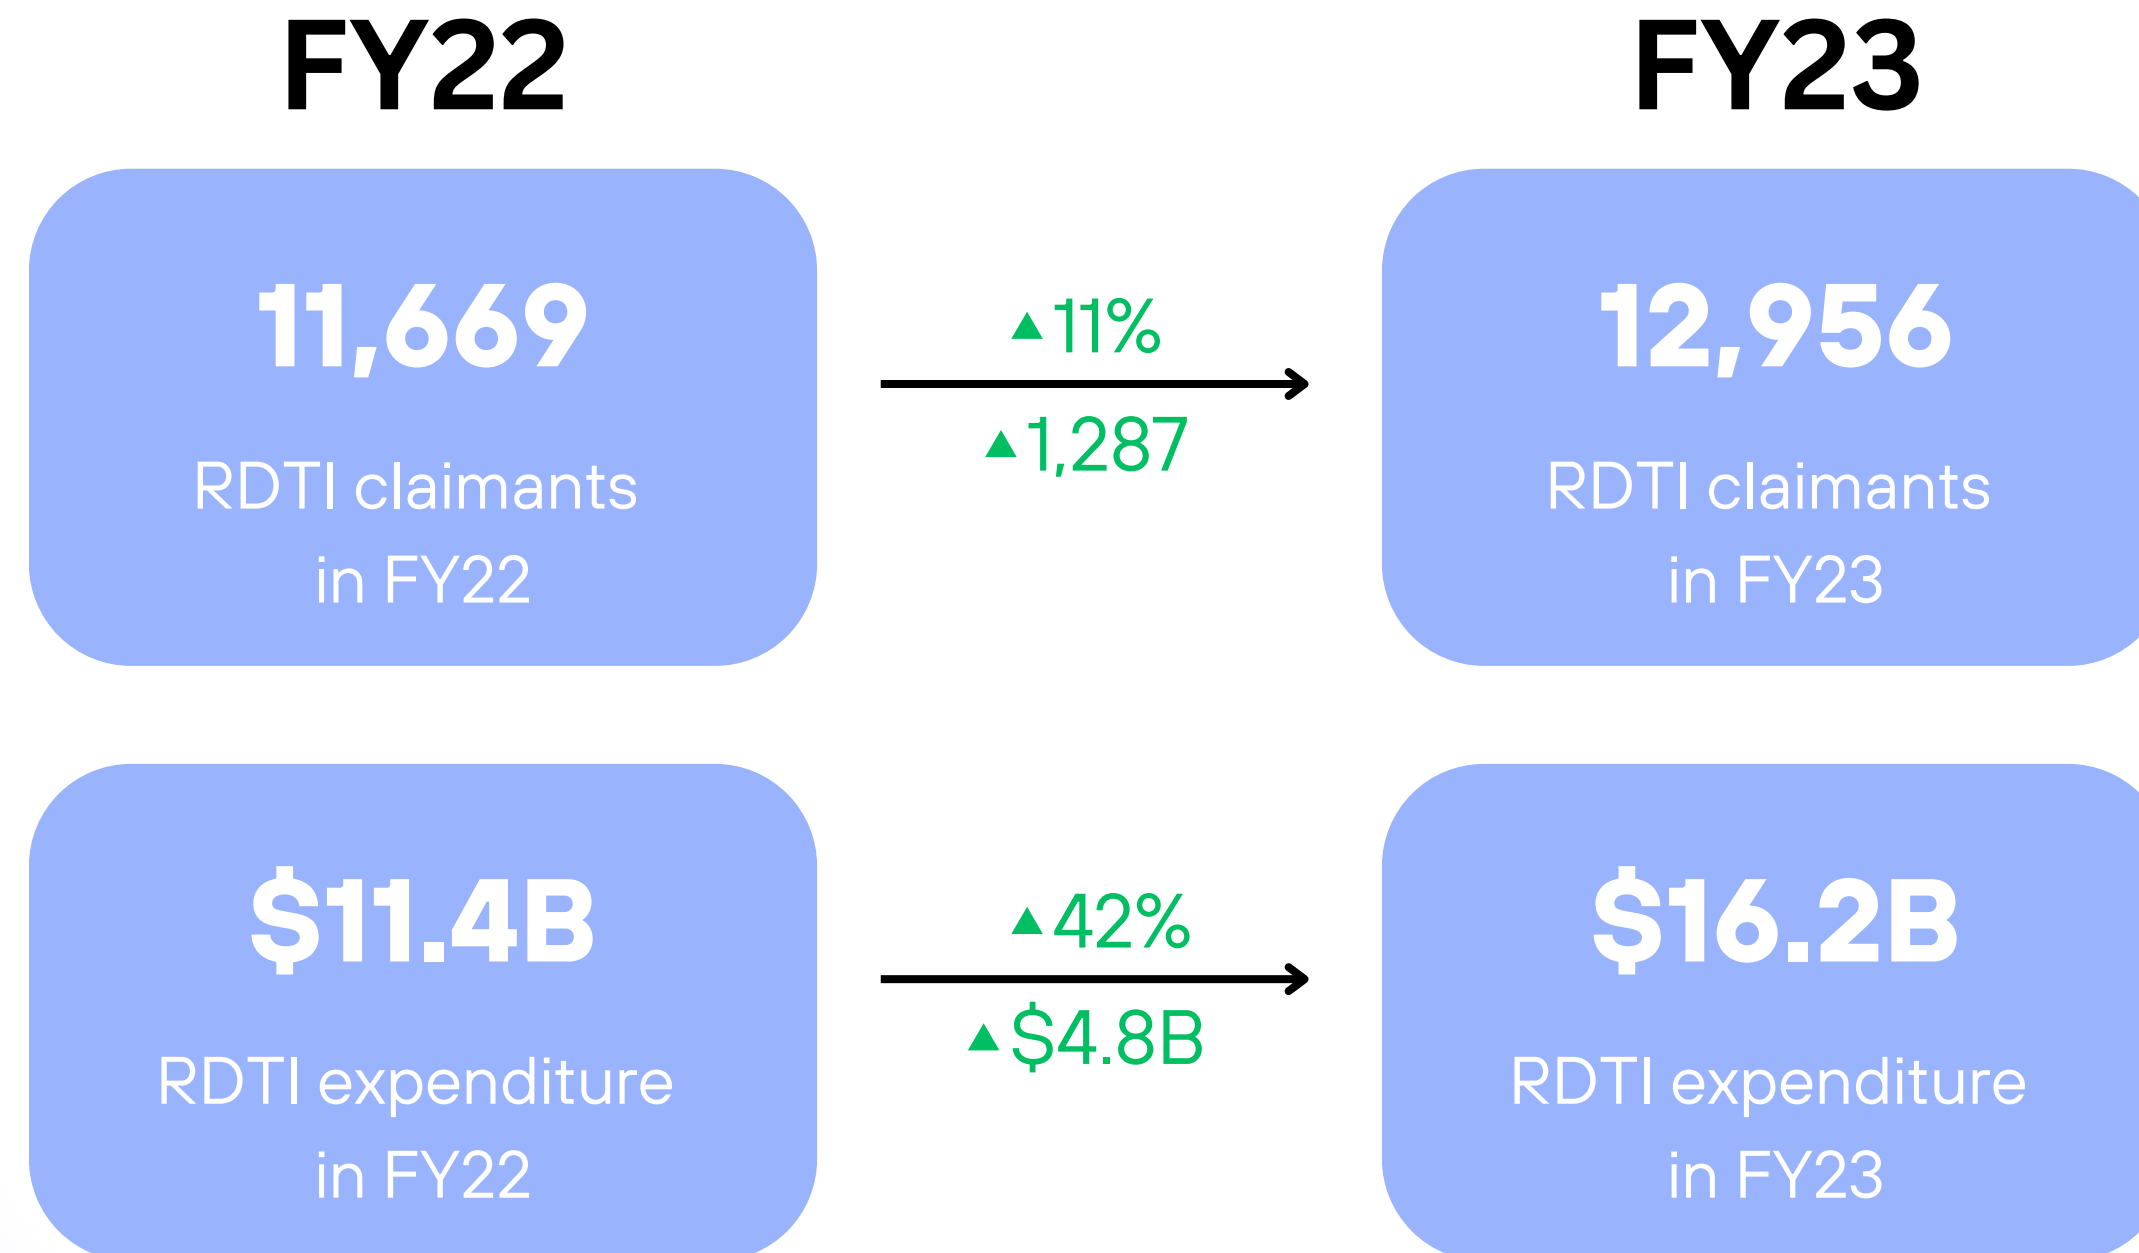 FY22
FY23
11,669
RDTI claimants
in FY22
▲11%
▲1,287
12,956
RDTI claimants
in FY23
$11.4B
RDTI expenditure
in FY22
▲42%
▲$4.8B
$16.2B
RDTI expenditure
in FY23